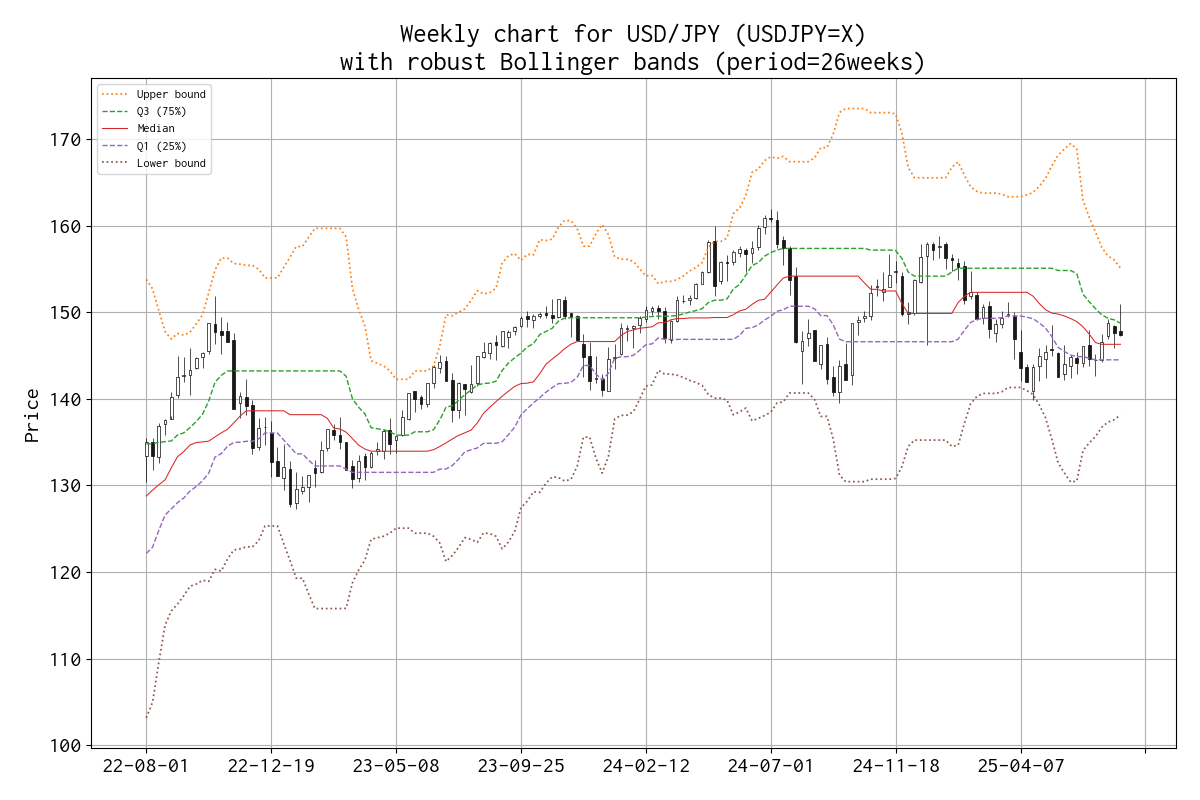 Weekly chart for USD/JPY (USDJPY=X)
with robust Bollinger bands (period=26weeks)
Upper bound
Q3 (75%)
Median
Q1 (25%)
Lower bound
Price
170
160
150
140
130
120
110
100
22-08-01 22-12-19 23-05-08 23-09-25 24-02-12 24-07-01 24-11-18 25-04-07